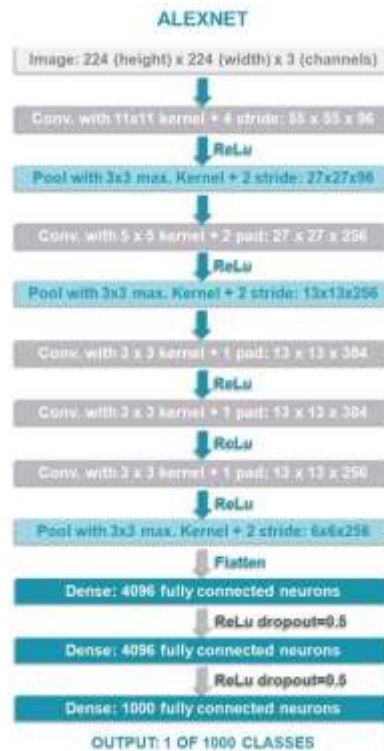 ALEXNET
Image: 224 (height) x 224 (width) x 3 (channels)
Conv. with 11x11 kernel + 4 stride: 55 x 55 x 96
ReLu
Pool with 3x3 max. Kernel + 2 stride: 27x27x96
Conv. with 5 x 5 kernel + 2 pad: 27 x 27 x 256
ReLu
Pool with 3x3 max. Kernel + 2 stride: 13x13x256
Conv. with 3 x 3 kernel + 1 pad: 13 x 13 x 384
ReLu
Conv. with 3 x 3 kernel + 1 pad: 13 x 13 x 384
ReLu
Conv. with 3 x 3 kernel + 1 pad: 13 x 13 x 256
ReLu
Pool with 3x3 max. Kernel + 2 stride: 6x6x256
Flatten
Dense: 4096 fully connected neurons
ReLu dropout=0.5
Dense: 4096 fully connected neurons
ReLu dropout=0.5
Dense: 1000 fully connected neurons
OUTPUT: 1 OF 1000 CLASSES